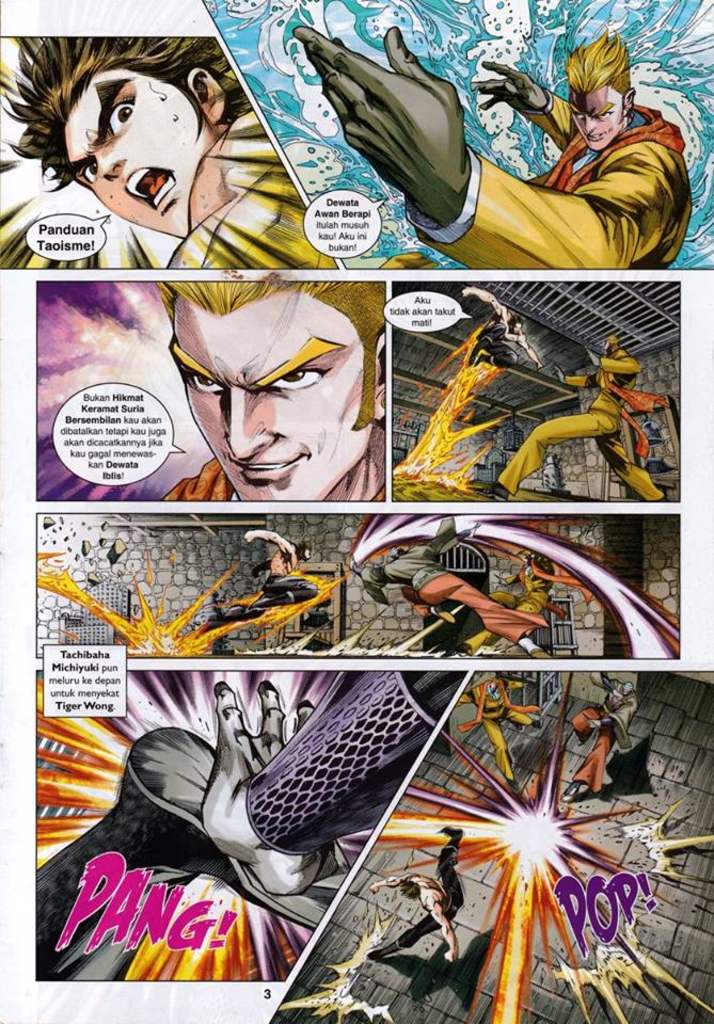 Panduan
Taoisme!
Dewata
Awan Berapi
itulah musuh
kau! Aku ini
bukan!
Bukan Hikmat
Keramat Suria
Bersembilan kau akan
dibatalkan tetapi kau juga
akan dicacatkannya jika
kau gagal menewas-
kan Dewata
Iblis!
Aku
tidak akan takut
mati!
Tachibaha
Michiyuki pun
meluru ke depan
untuk menyekat
Tiger Wong.
PANG!
POP!
3